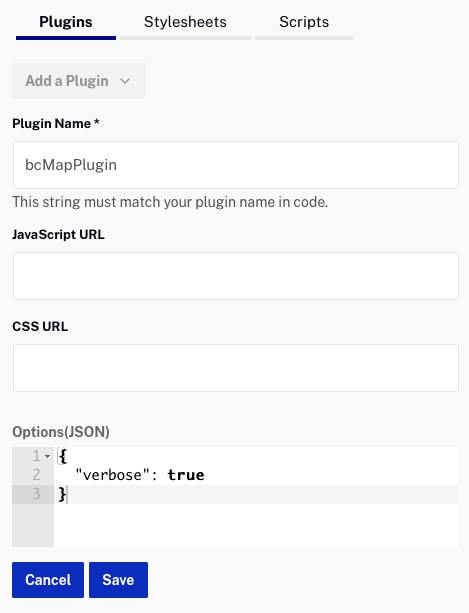 Plugins Stylesheets Scripts
Add a Plugin
Plugin Name *
bcMapPlugin
This string must match your plugin name in code.
JavaScript URL
CSS URL
Options(JSON)
1 {
2 "verbose": true
3 }
Cancel Save